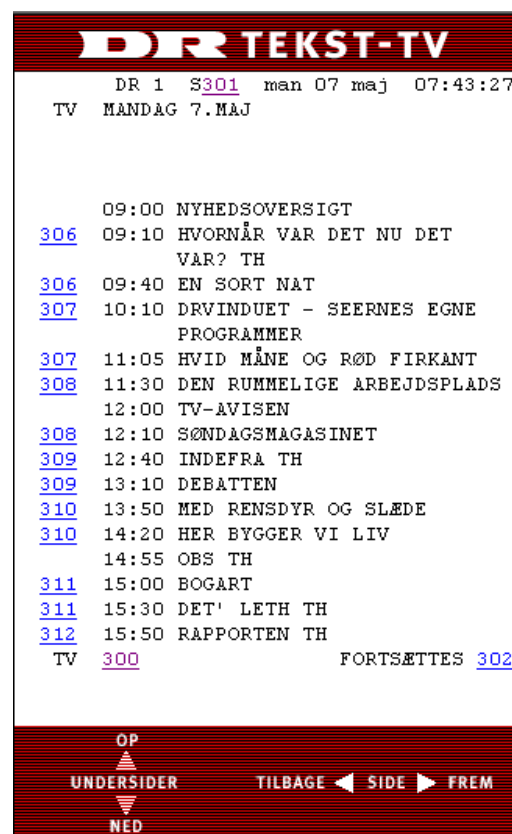 DR TEKST-TV
DR 1 S301 man 07 maj 07:43:27
TV MANDAG 7.MAJ
09:00 NYHEDSOVERSIGT
306 09:10 HVORNÅR VAR DET NU DET
VAR? TH
306 09:40 EN SORT NAT
307 10:10 DRVINDUET - SEERNES EGNE
PROGRAMMER
307 11:05 HVID MÅNE OG RØD FIRKANT
308 11:30 DEN RUMMELIGE ARBEJDSPLADS
12:00 TV-AVISEN
308 12:10 SØNDAGSMAGASINET
309 12:40 INDEFRA TH
309 13:10 DEBATTEN
310 13:50 MED RENSDYR OG SLÆDE
310 14:20 HER BYGGER VI LIV
14:55 OBS TH
311 15:00 BOGART
311 15:30 DET' LETH TH
312 15:50 RAPPORTEN TH
TV 300 FORTSÆTTES 302
OP
UNDERSIDER TILBAGE SIDE FREM
NED